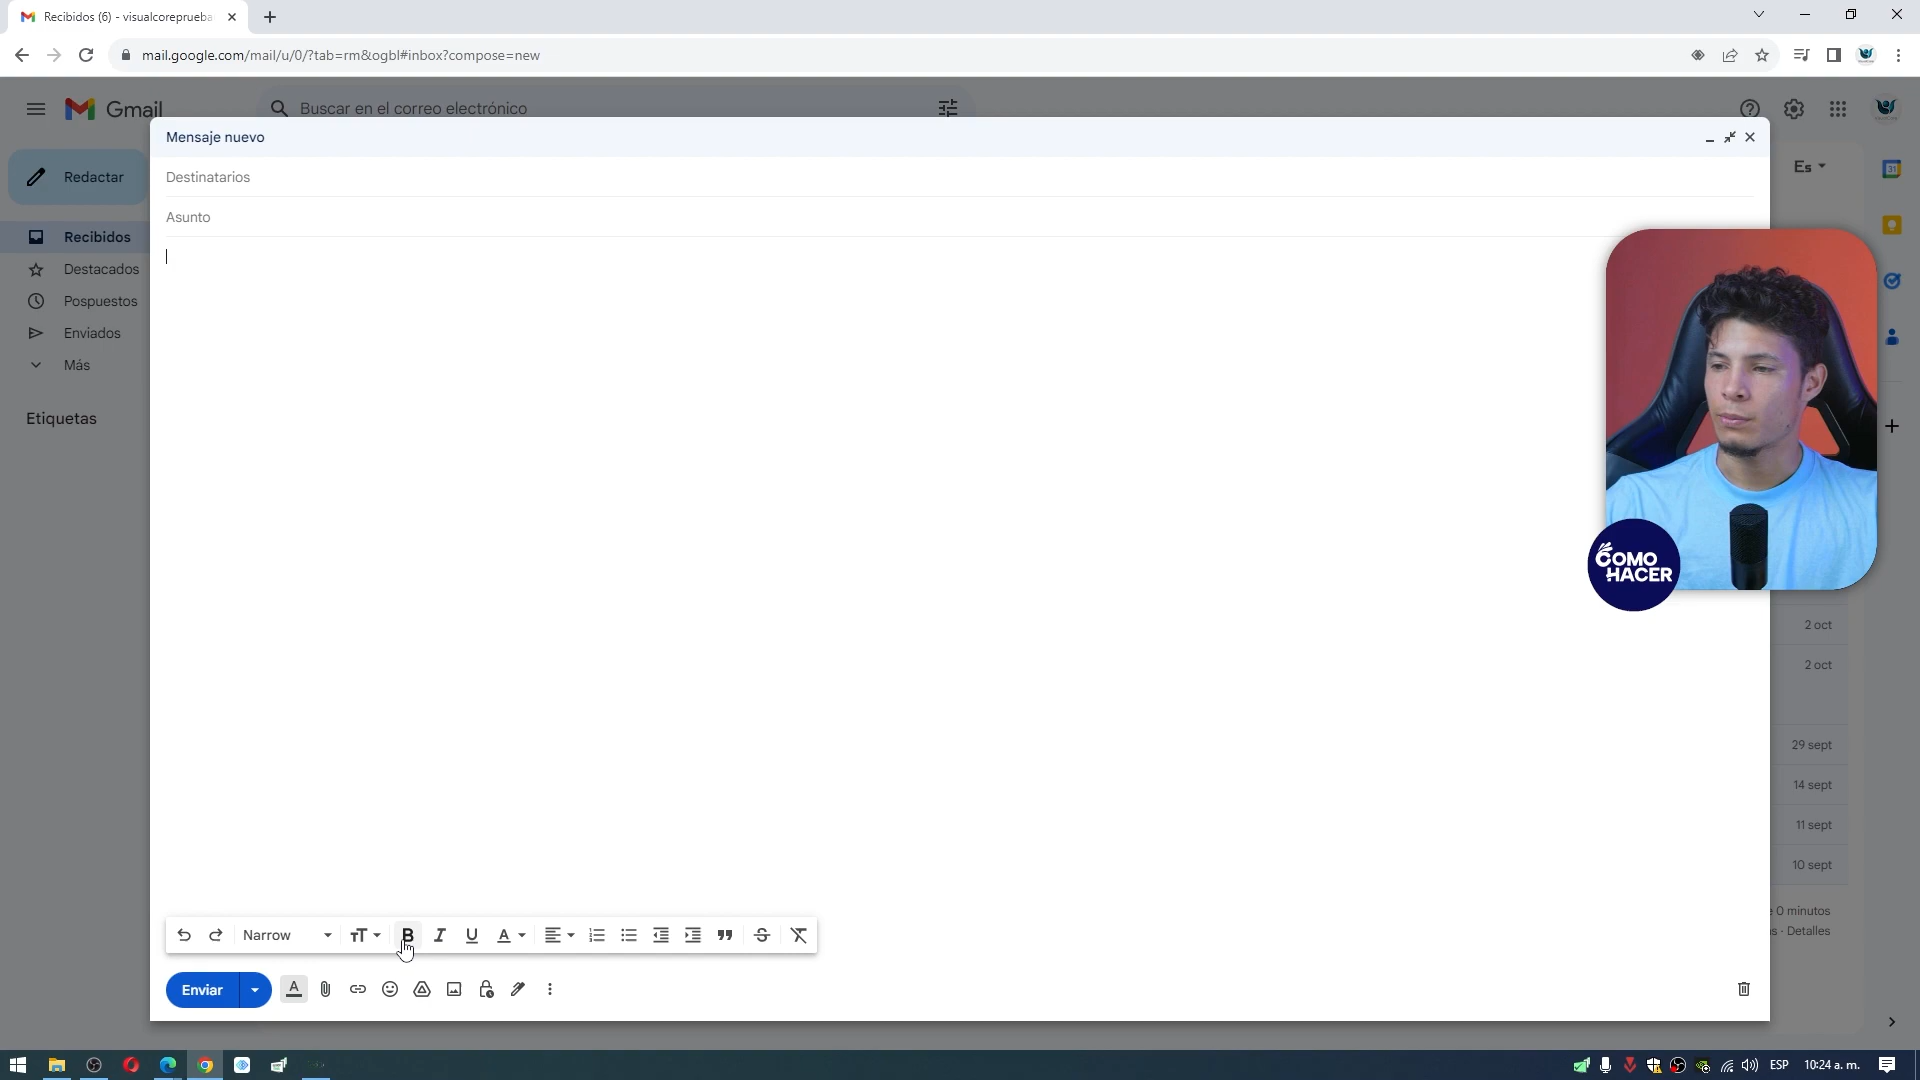 Recibidos (6) - visualcoreprueba
mail.google.com/mail/u/0/?tab=rm&ogbl#inbox?compose=new
Gmail
Buscar en el correo electrónico
Mensaje nuevo
Redactar
Destinatarios
Es
Asunto
Recibidos
Destacados
Pospuestos
Enviados
Más
Etiquetas
COMO
HACER
2 oct
2 oct
29 sept
14 sept
11 sept
10 sept
0 minutos
Detalles
Narrow
Enviar
ESP
10:24 a. m.